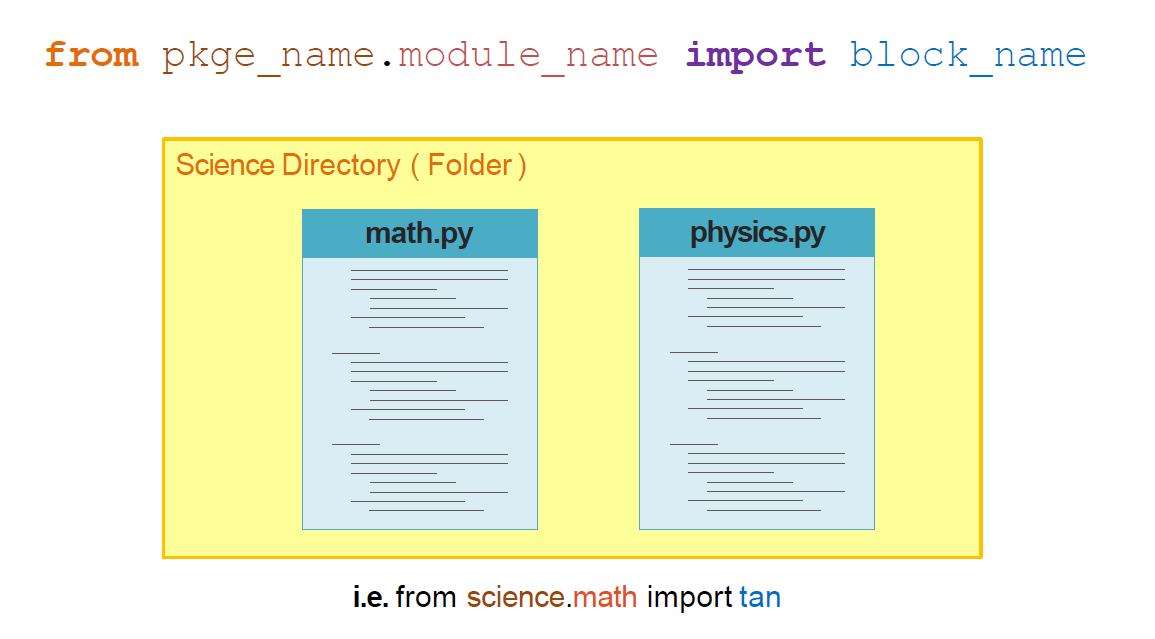 from pkge_name.module_name import block_name
Science Directory ( Folder )
math.py
physics.py
i.e. from science.math import tan